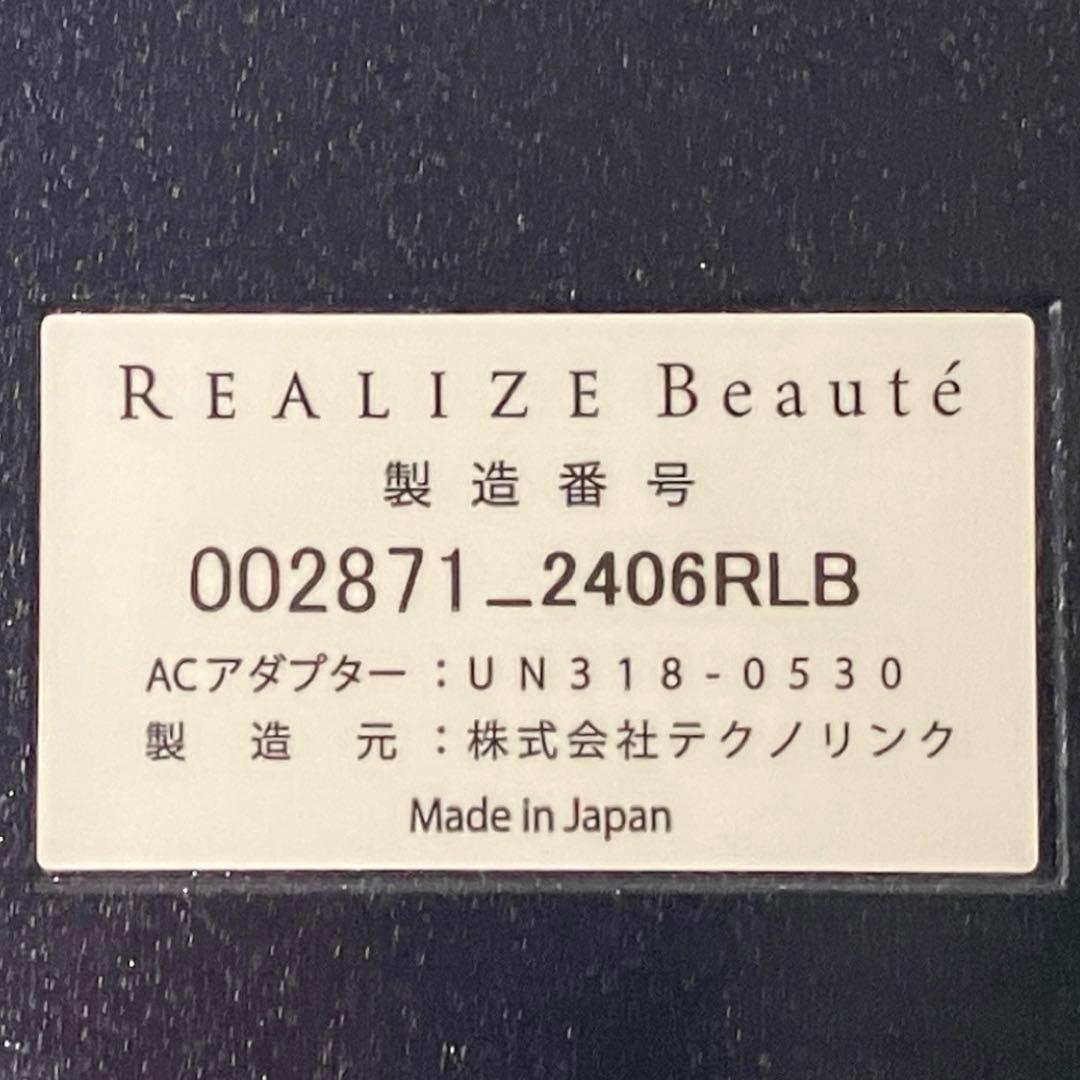 REALIZE Beauté
製造番号
002871_2406RLB
ACアダプター：UN318-0530
製造元：株式会社テクノリンク
Made in Japan